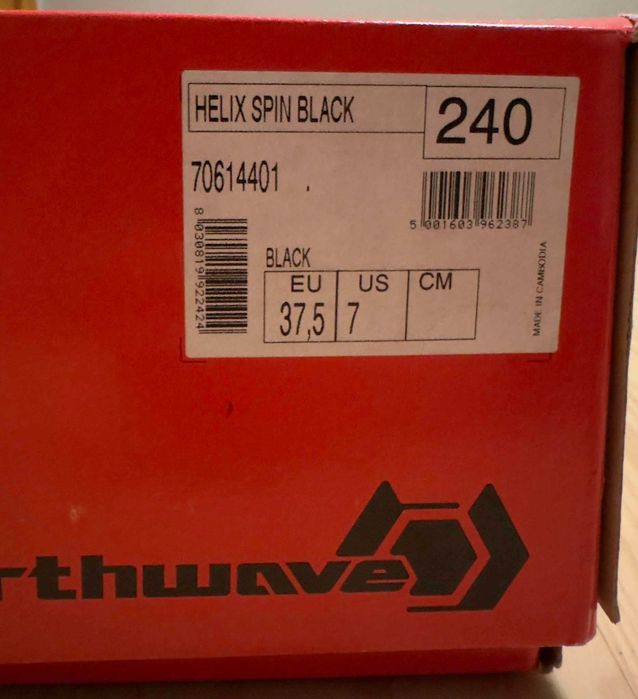 HELIX SPIN BLACK
240
70614401 .
5 001603 962387
8 030819 922424
BLACK
EU US CM
37,5 7
MADE IN CAMBODIA
rthwave